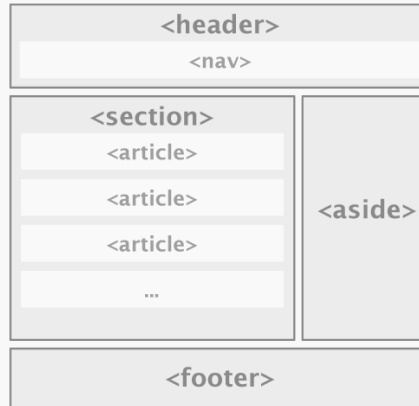 <header>
<nav>
<section>
<article>
<article>
<article>
...
<aside>
<footer>